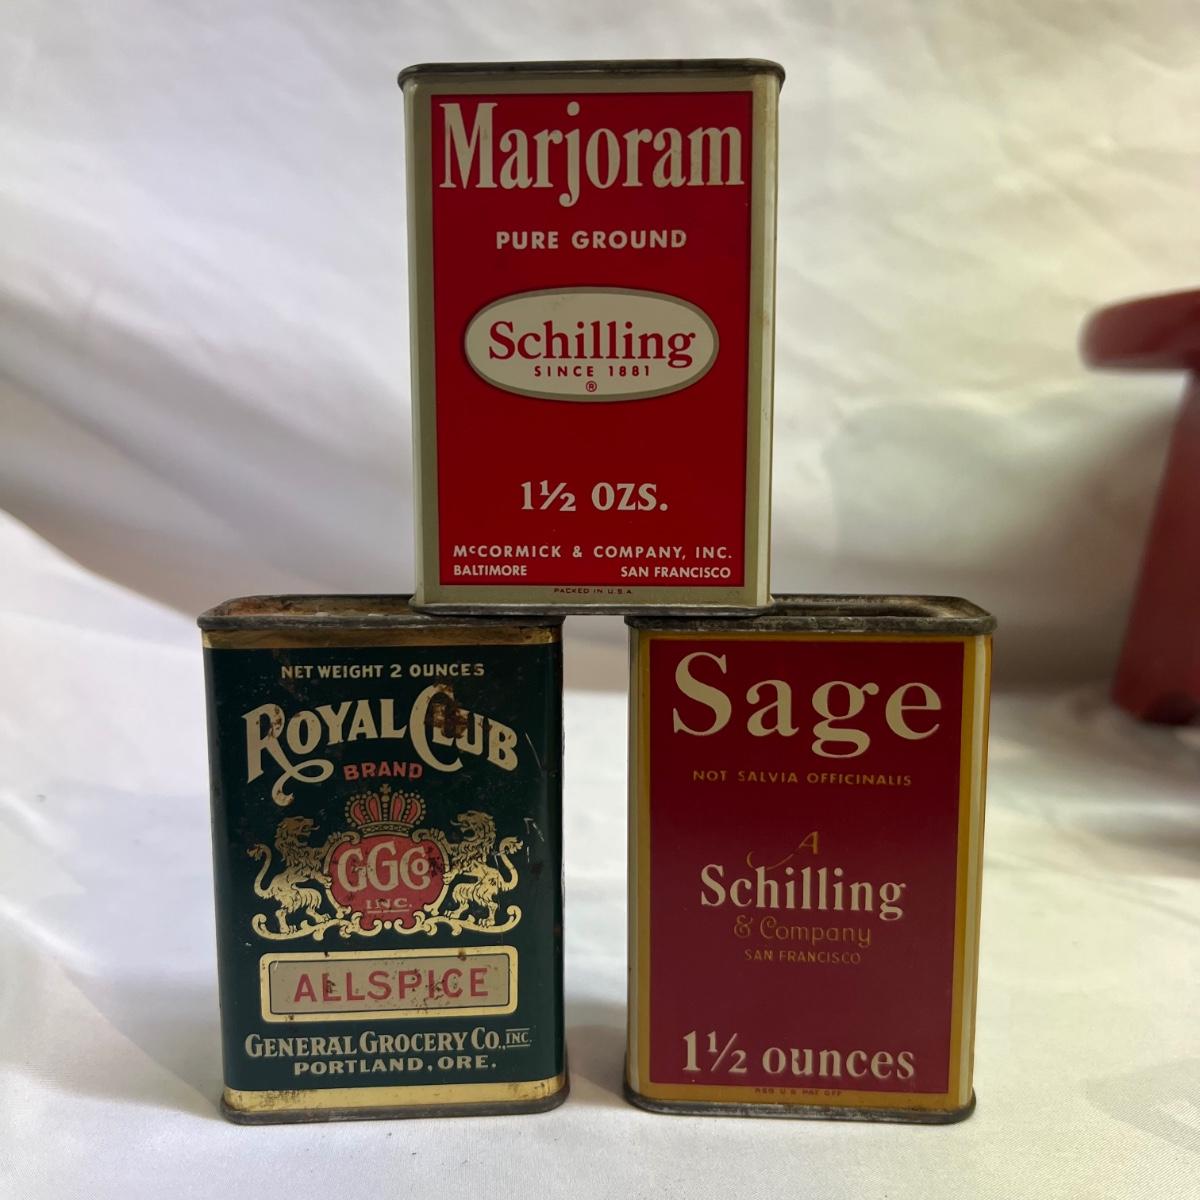 Marjoram
PURE GROUND
Schilling
SINCE 1881
®
1½ OZS.
McCORMICK & COMPANY, INC.
BALTIMORE SAN FRANCISCO
PACKED IN U.S.A.
NET WEIGHT 2 OUNCES
ROYAL CLUB
BRAND
GGCo
INC.
ALLSPICE
GENERAL GROCERY CO., INC.
PORTLAND, ORE.
Sage
NOT SALVIA OFFICINALIS
A
Schilling
& Company
SAN FRANCISCO
1½ ounces
REG U S PAT OFF